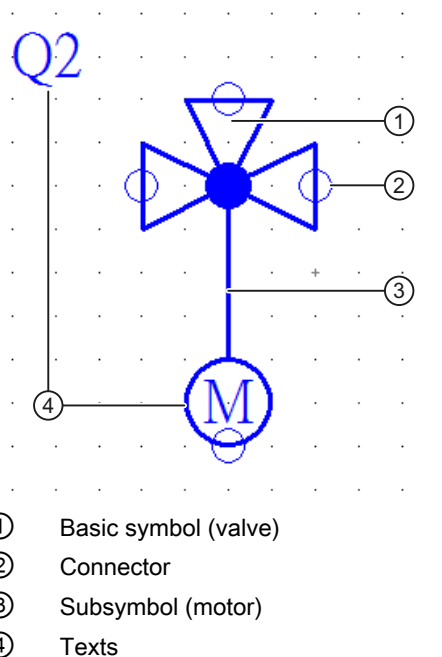 Q2
①
②
③
④
M
① Basic symbol (valve)
② Connector
③ Subsymbol (motor)
④ Texts